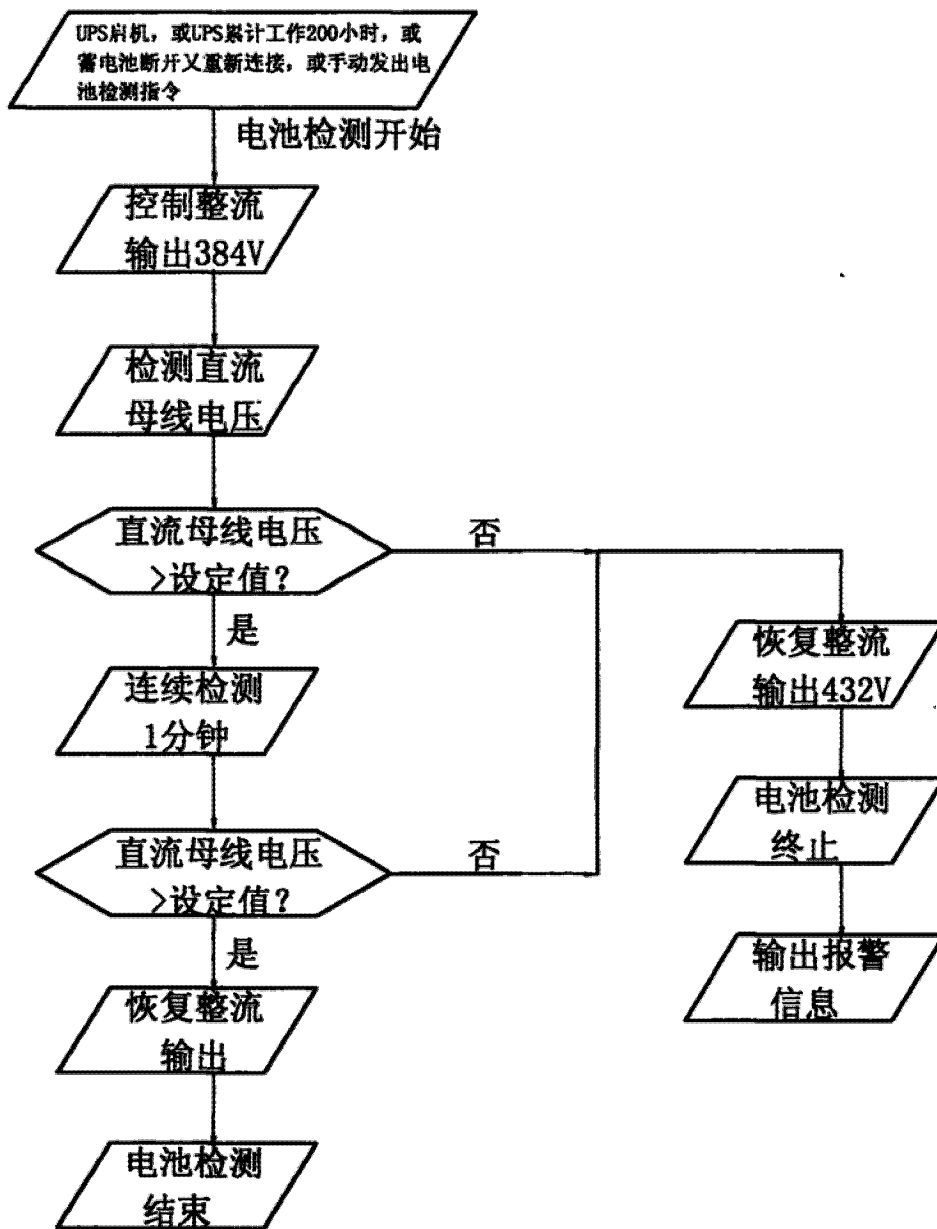 UPS启机，或UPS累计工作200小时，或
蓄电池断开又重新连接，或手动发出电
池检测指令
电池检测开始
控制整流
输出384V
检测直流
母线电压
直流母线电压
>设定值?
否
是
连续检测
1分钟
直流母线电压
>设定值?
否
是
恢复整流
输出
电池检测
结束
恢复整流
输出432V
电池检测
终止
输出报警
信息